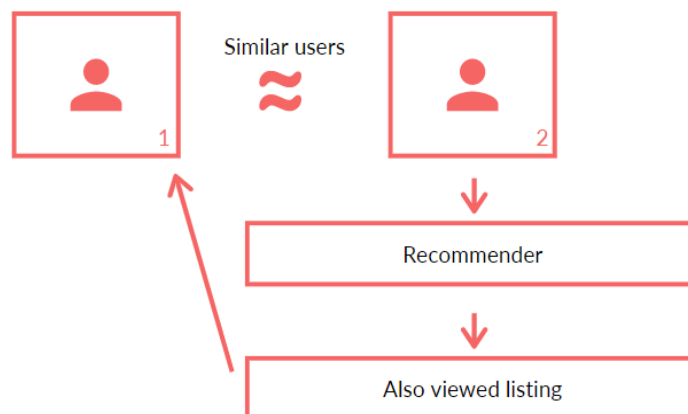 Similar users
1
2
Recommender
Also viewed listing